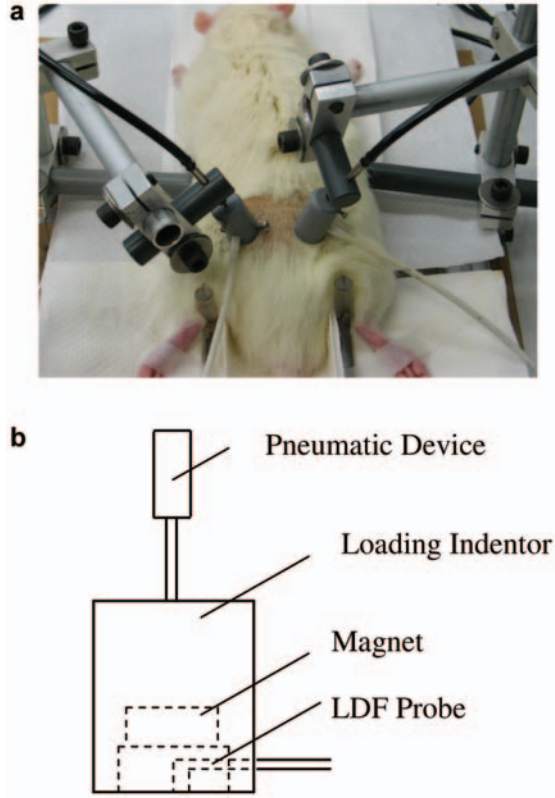 a
b
Pneumatic Device
Loading Indentor
Magnet
LDF Probe